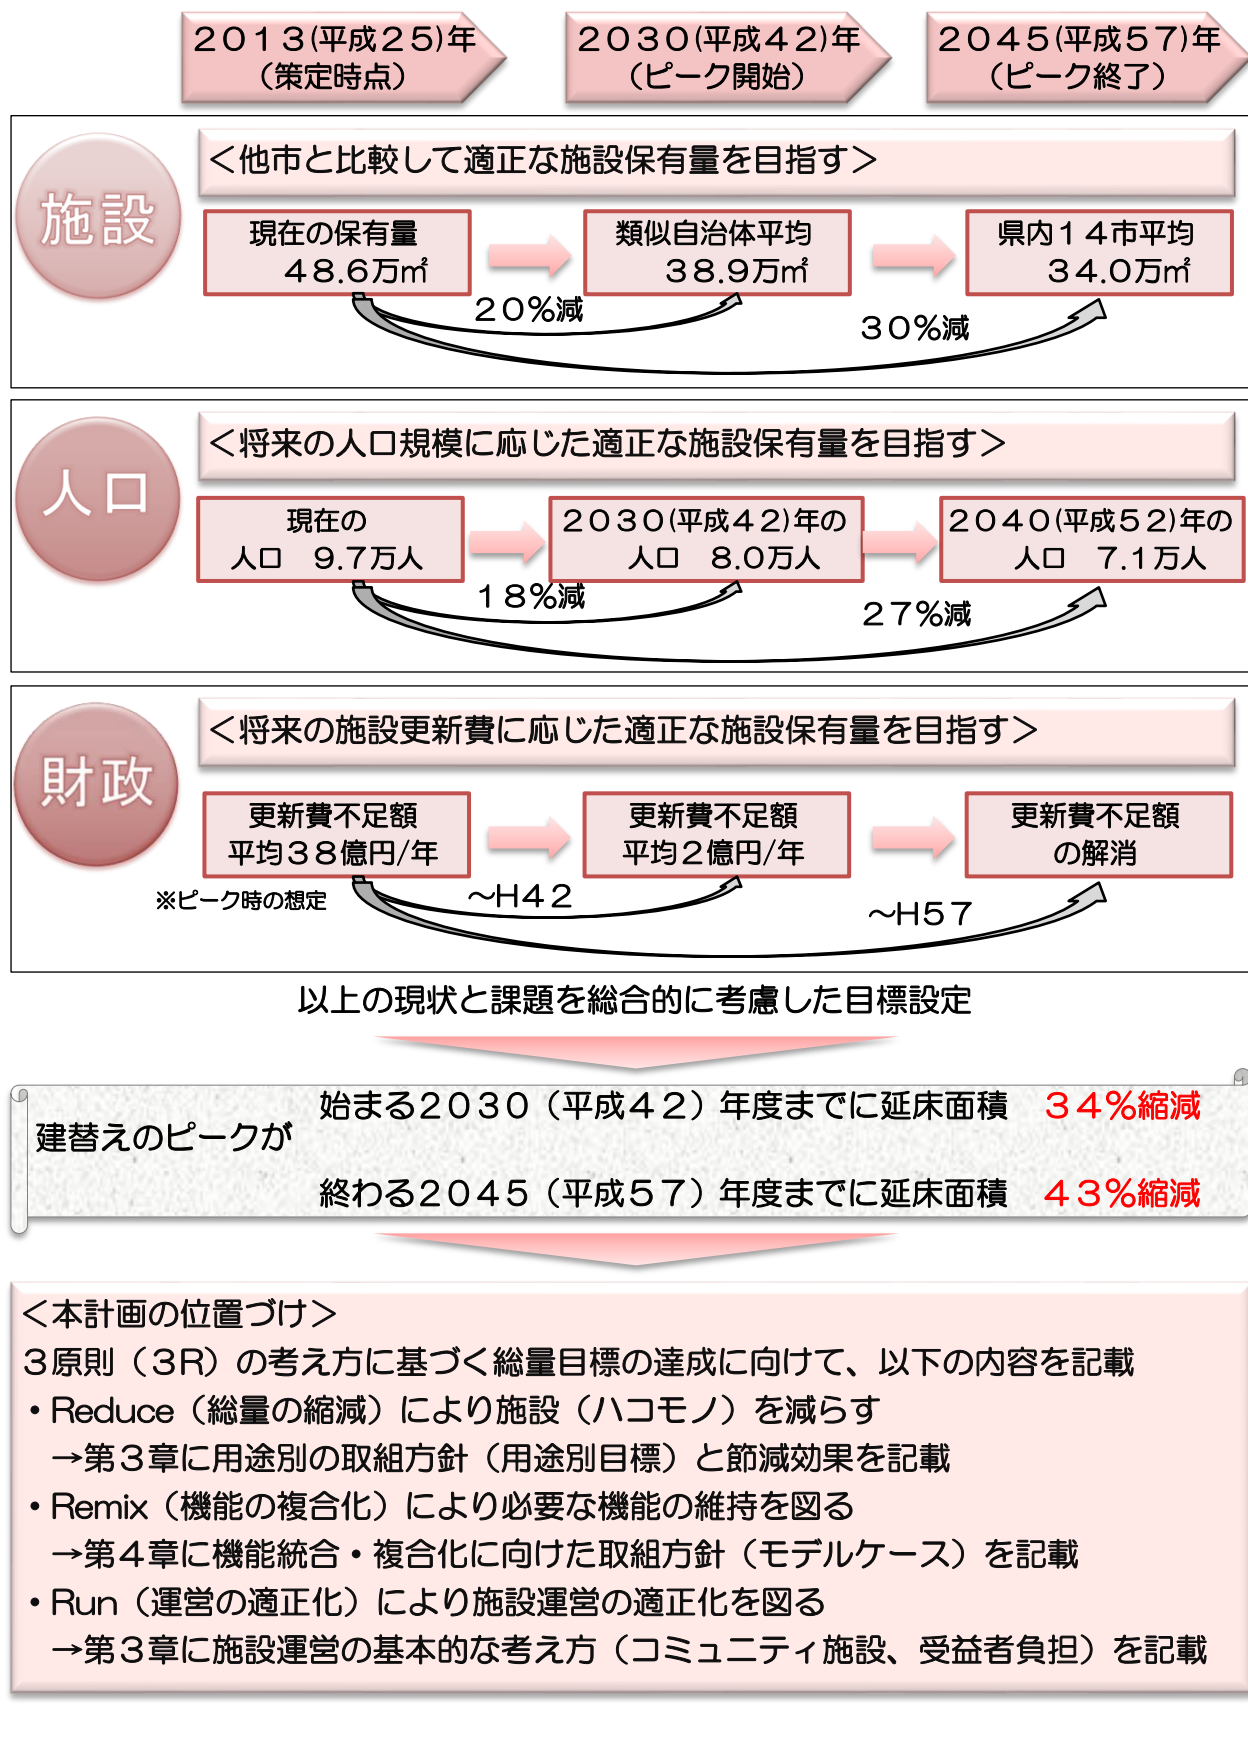 ２０１３(平成２５)年
（策定時点）
２０３０(平成４２)年
（ピーク開始）
２０４５(平成５７)年
（ピーク終了）
施設
＜他市と比較して適正な施設保有量を目指す＞
現在の保有量
４８.６万㎡
類似自治体平均
３８.９万㎡
県内１４市平均
３４.０万㎡
２０％減
３０％減
人口
＜将来の人口規模に応じた適正な施設保有量を目指す＞
現在の
人口　９.７万人
２０３０(平成４２)年の
人口　８.０万人
２０４０(平成５２)年の
人口　７.１万人
１８％減
２７％減
財政
＜将来の施設更新費に応じた適正な施設保有量を目指す＞
更新費不足額
平均３８億円/年
更新費不足額
平均２億円/年
更新費不足額
の解消
※ピーク時の想定
～H４２
～H５７
以上の現状と課題を総合的に考慮した目標設定
建替えのピークが
始まる２０３０（平成４２）年度までに延床面積　３４％縮減
終わる２０４５（平成５７）年度までに延床面積　４３％縮減
＜本計画の位置づけ＞
３原則（３R）の考え方に基づく総量目標の達成に向けて、以下の内容を記載
・Reduce（総量の縮減）により施設（ハコモノ）を減らす
→第３章に用途別の取組方針（用途別目標）と節減効果を記載
・Remix（機能の複合化）により必要な機能の維持を図る
→第４章に機能統合・複合化に向けた取組方針（モデルケース）を記載
・Run（運営の適正化）により施設運営の適正化を図る
→第３章に施設運営の基本的な考え方（コミュニティ施設、受益者負担）を記載